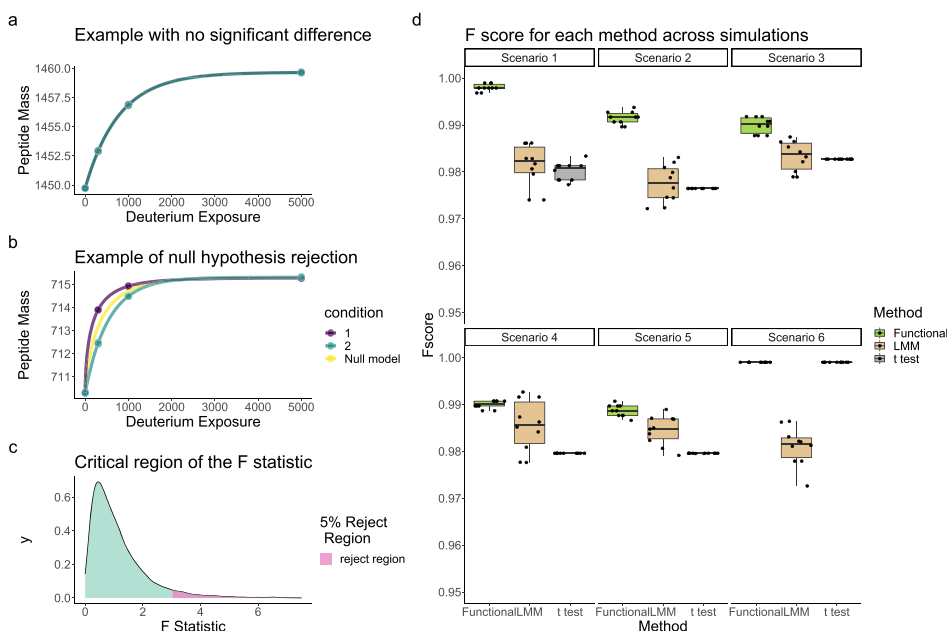 a
Example with no significant difference
Peptide Mass
1460.0
1457.5
1455.0
1452.5
1450.0
0 1000 2000 3000 4000 5000
Deuterium Exposure
b
Example of null hypothesis rejection
Peptide Mass
715
714
713
712
711
0 1000 2000 3000 4000 5000
Deuterium Exposure
condition
1
2
Null model
c
Critical region of the F statistic
y
0.6
0.4
0.2
0.0
0 2 4 6
F Statistic
5% Reject
Region
reject region
d
F score for each method across simulations
Scenario 1 Scenario 2 Scenario 3
1.00
0.99
0.98
0.97
0.96
0.95
Fscore
Scenario 4 Scenario 5 Scenario 6
1.00
0.99
0.98
0.97
0.96
0.95
FunctionalLMM t test FunctionalLMM t test FunctionalLMM t test
Method
Method
Functional
LMM
t test